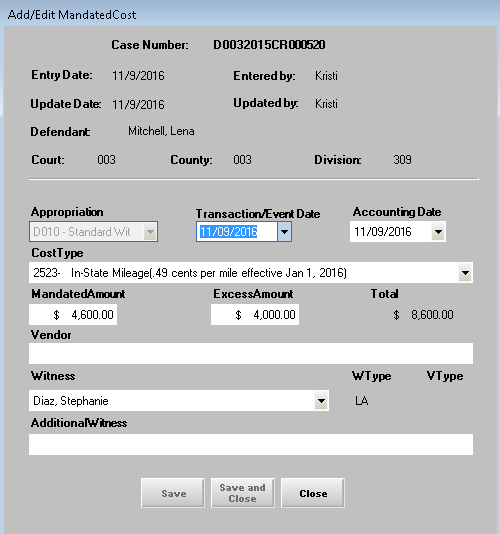 Add/Edit MandatedCost
Case Number: D0032015CR000520
Entry Date: 11/9/2016 Entered by: Kristi
Update Date: 11/9/2016 Updated by: Kristi
Defendant: Mitchell, Lena
Court: 003 County: 003 Division: 309
Appropriation Transaction/Event Date Accounting Date
D010 - Standard Wit 11/09/2016 11/09/2016
CostType
2523- In-State Mileage(.49 cents per mile effective Jan 1, 2016)
MandatedAmount ExcessAmount Total
$ 4,600.00 $ 4,000.00 $ 8,600.00
Vendor
Witness WType VType
Diaz, Stephanie LA
AdditionalWitness
Save Save and Close Close